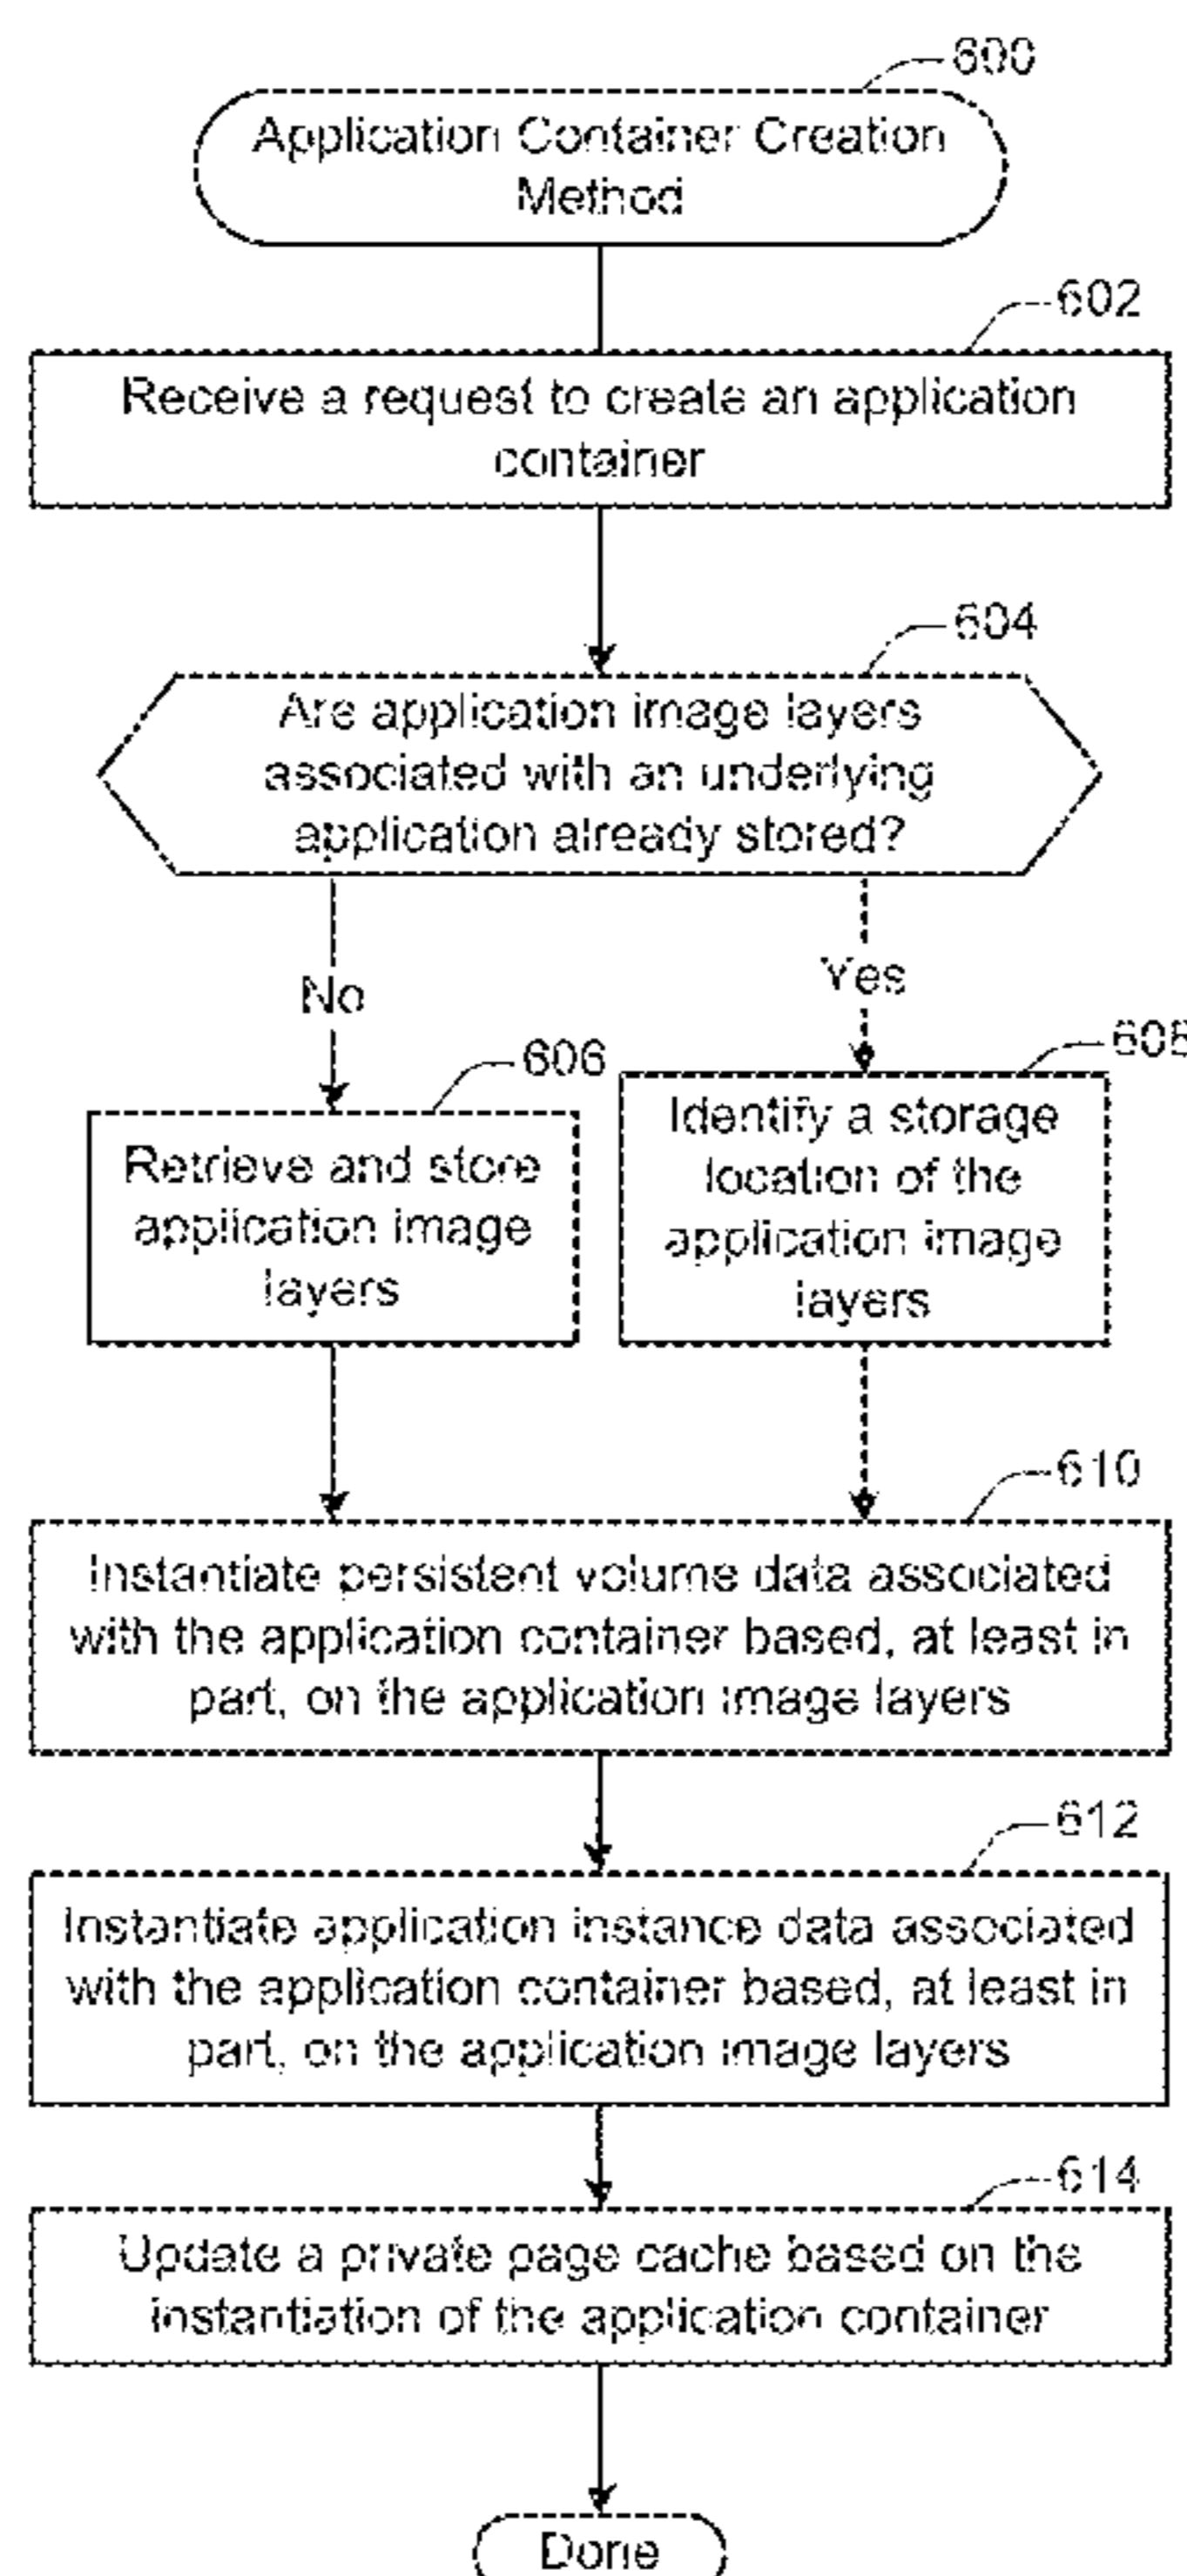 600
Application Container Creation
Method
602
Receive a request to create an application
container
604
Are application image layers
associated with an underlying
application already stored?
No
Yes
606
608
Retrieve and store
application image
layers
Identify a storage
location of the
application image
layers
610
Instantiate persistent volume data associated
with the application container based, at least in
part, on the application image layers
612
Instantiate application instance data associated
with the application container based, at least in
part, on the application image layers
614
Update a private page cache based on the
instantiation of the application container
Done